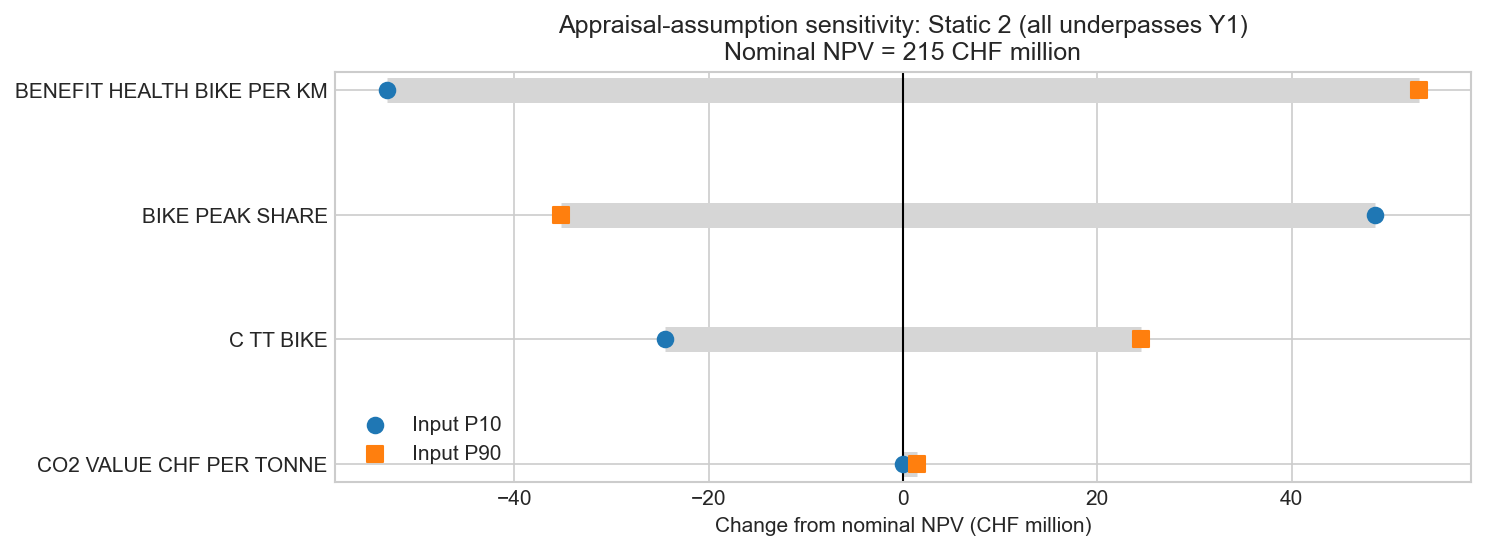 Appraisal-assumption sensitivity: Static 2 (all underpasses Y1)
Nominal NPV = 215 CHF million
BENEFIT HEALTH BIKE PER KM
BIKE PEAK SHARE
C TT BIKE
CO2 VALUE CHF PER TONNE
Input P10
Input P90
−40 −20 0 20 40
Change from nominal NPV (CHF million)